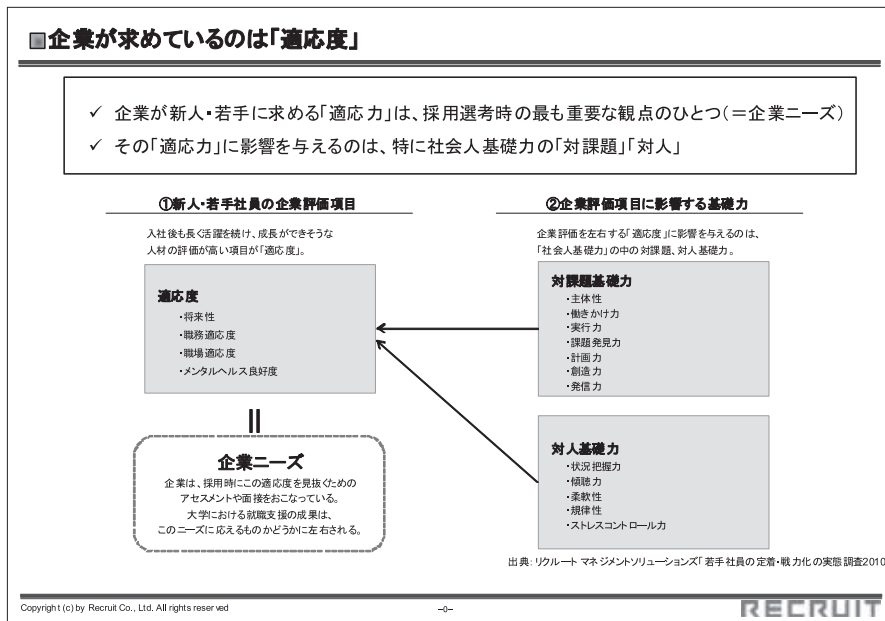 企業が求めているのは「適応度」
✓ 企業が新人・若手に求める「適応力」は、採用選考時の最も重要な観点のひとつ(=企業ニーズ)
✓ その「適応力」に影響を与えるのは、特に社会人基礎力の「対課題」「対人」
①新人・若手社員の企業評価項目
入社後も長く活躍を続け、成長ができそうな
人材の評価が高い項目が「適応度」。
適応度
・将来性
・職務適応度
・職場適応度
・メンタルヘルス良好度
企業ニーズ
企業は、採用時にこの適応度を見抜くための
アセスメントや面接をおこなっている。
大学における就職支援の成果は、
このニーズに応えるものかどうかに左右される。
②企業評価項目に影響する基礎力
企業評価を左右する「適応度」に影響を与えるのは、
「社会人基礎力」の中の対課題、対人基礎力。
対課題基礎力
・主体性
・働きかけ力
・実行力
・課題発見力
・計画力
・創造力
・発信力
対人基礎力
・状況把握力
・傾聴力
・柔軟性
・規律性
・ストレスコントロール力
出典：リクルート マネジメントソリューションズ「若手社員の定着・戦力化の実態調査2010
Copyright (c) by Recruit Co., Ltd. All rights reserved
-0-
RECRUIT